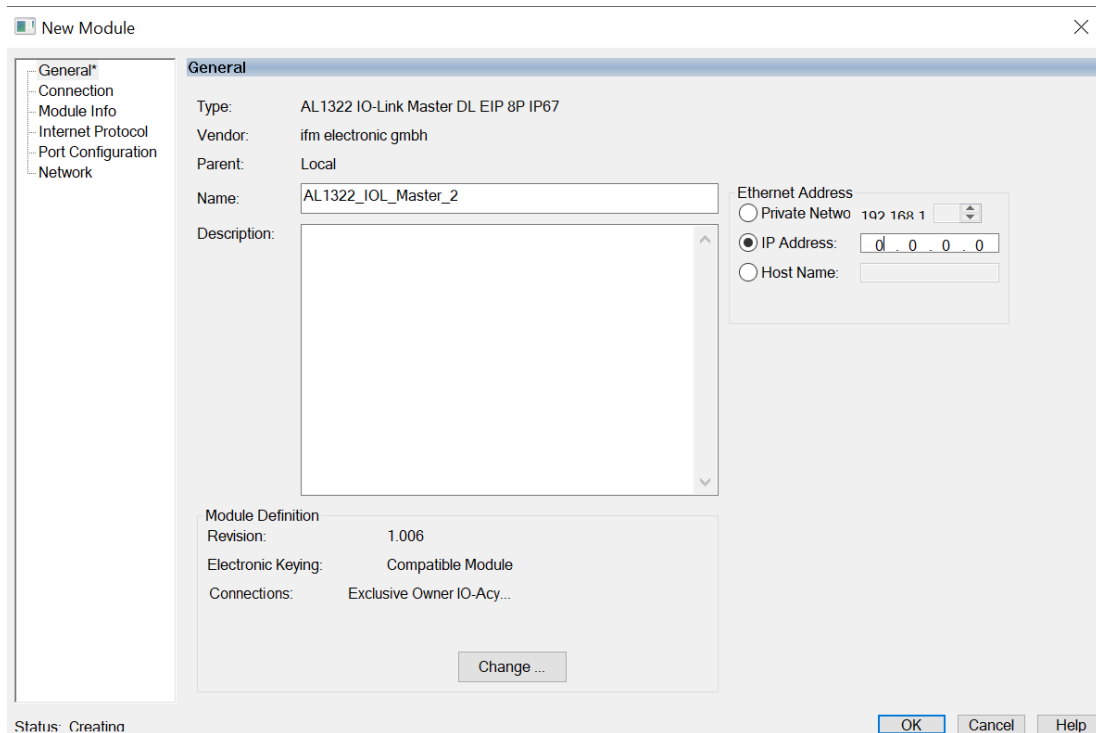 New Module
General*
Connection
Module Info
Internet Protocol
Port Configuration
Network
General
Type: AL1322 IO-Link Master DL EIP 8P IP67
Vendor: ifm electronic gmbh
Parent: Local
Name: AL1322_IOL_Master_2
Description:
Ethernet Address
Private Netwo 192.168.1
IP Address: 0 . 0 . 0 . 0
Host Name:
Module Definition
Revision: 1.006
Electronic Keying: Compatible Module
Connections: Exclusive Owner IO-Acy...
Change ...
Status: Creating
OK Cancel Help